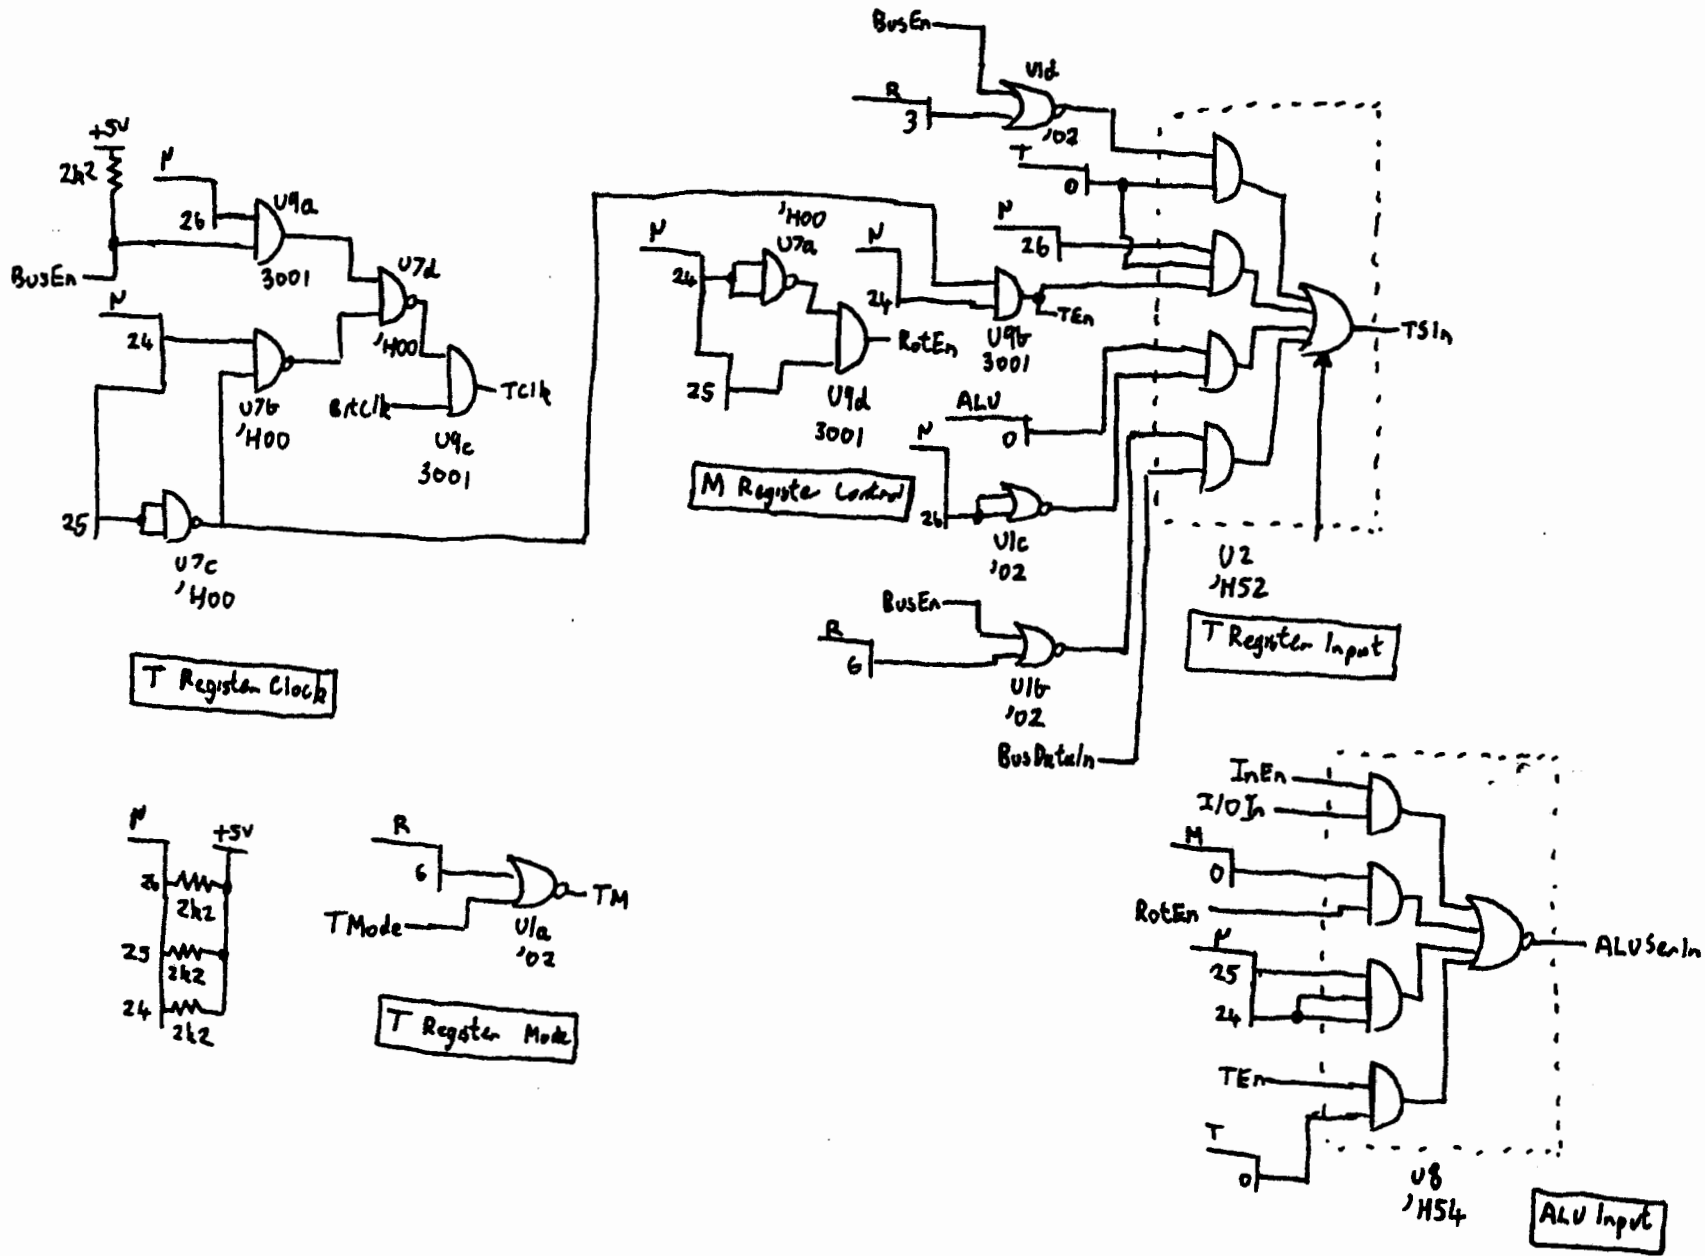 +5V
2k2
N
26
U9a
3001
BusEn
N
24
U7d
'H00
U7b
'H00
BitClk
TClk
U9c
3001
25
U7c
'H00
T Register Clock
N
24
'H00
U7a
25
RotEn
U9d
3001
M Register Control
N
24
U9b
3001
TEn
BusEn
R
3
U1d
'02
T
0
N
26
ALU
0
N
26
U1c
'02
BusEn
R
6
U1b
'02
BusDataIn
TSIn
U2
'H52
T Register Input
N
+5V
26
2k2
25
2k2
24
2k2
R
6
TMode
U1a
'02
TM
T Register Mode
InEn
I/OIn
M
0
RotEn
N
25
24
TEn
T
0
ALUSerIn
U8
'H54
ALU Input